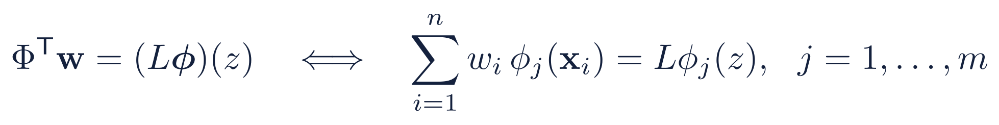 Φ^⊤ 𝐰 = (L𝛟)(z) ⟺ ∑_{i=1}^{n} w_i ϕ_j(𝐱_i) = Lϕ_j(z), j = 1, . . . , m